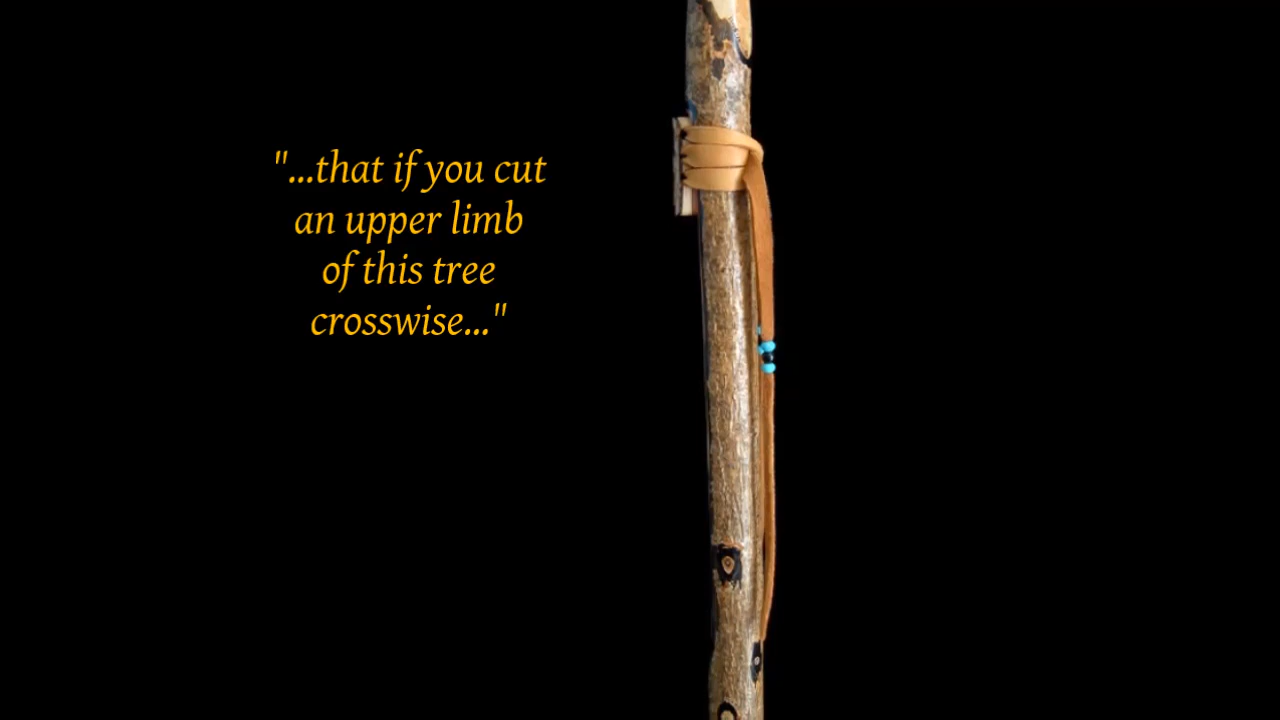 "...that if you cut
an upper limb
of this tree
crosswise..."